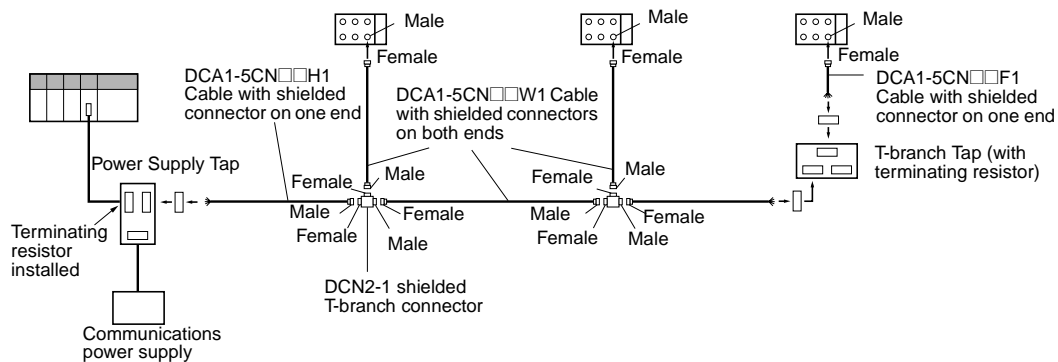 Male
Male
Male
Female
Female
Female
DCA1-5CN□□H1
Cable with shielded
connector on one end
DCA1-5CN□□W1 Cable
with shielded connectors
on both ends
DCA1-5CN□□F1
Cable with shielded
connector on one end
Power Supply Tap
T-branch Tap (with
terminating resistor)
Female
Male
Female
Male
Male
Female
Female
Male
Male
Female
Female
Male
Terminating
resistor
installed
DCN2-1 shielded
T-branch connector
Communications
power supply